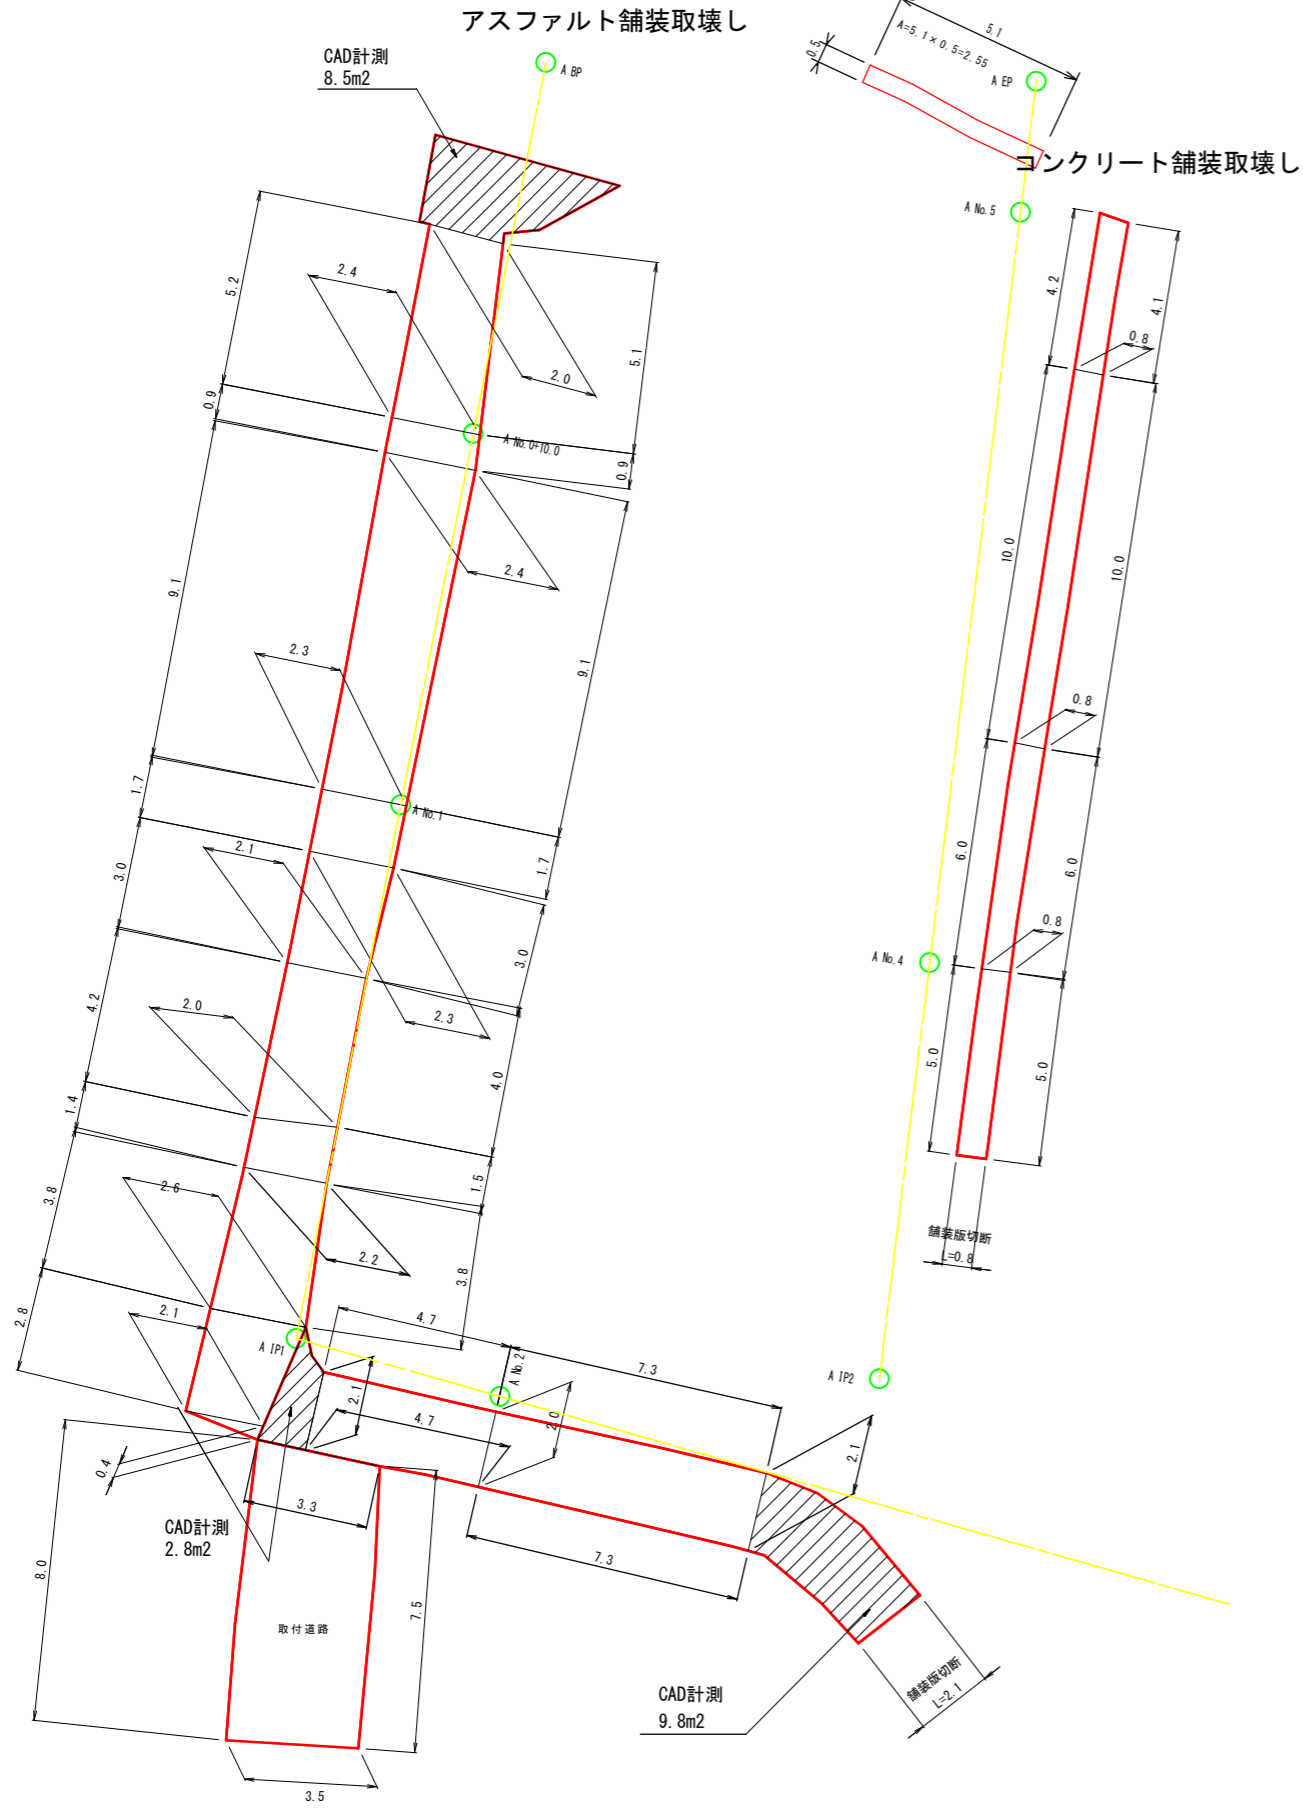 アスファルト舗装取壊し
CAD計測
8.5m2
A BP
5.1
A=5.1×0.5=2.55
0.5
A EP
コンクリート舗装取壊し
A No.5
5.2
2.4
2.0
5.1
0.9
A No.0+10.0
0.9
2.4
9.1
9.1
2.3
1.7
A No.1
1.7
3.0
2.1
3.0
2.3
4.2
2.0
4.0
1.4
1.5
3.8
2.6
2.2
3.8
2.8
2.1
A IP1
4.7
A No.2
7.3
2.1
2.0
4.7
2.1
0.4
3.3
CAD計測
2.8m2
7.3
8.0
7.5
取付道路
3.5
CAD計測
9.8m2
舗装版切断
L=2.1
4.2
4.1
0.8
10.0
10.0
0.8
6.0
6.0
A No.4
0.8
5.0
5.0
舗装版切断
L=0.8
A IP2